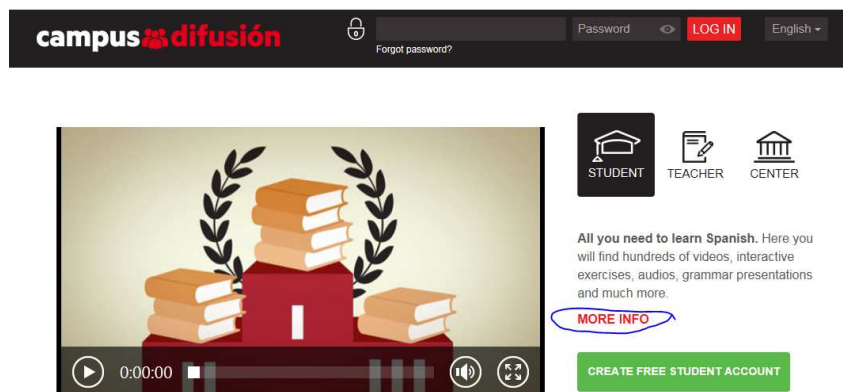 campus difusión
Password LOG IN English
Forgot password?
STUDENT TEACHER CENTER
All you need to learn Spanish. Here you
will find hundreds of videos, interactive
exercises, audios, grammar presentations
and much more.
MORE INFO
I
0:00:00
CREATE FREE STUDENT ACCOUNT